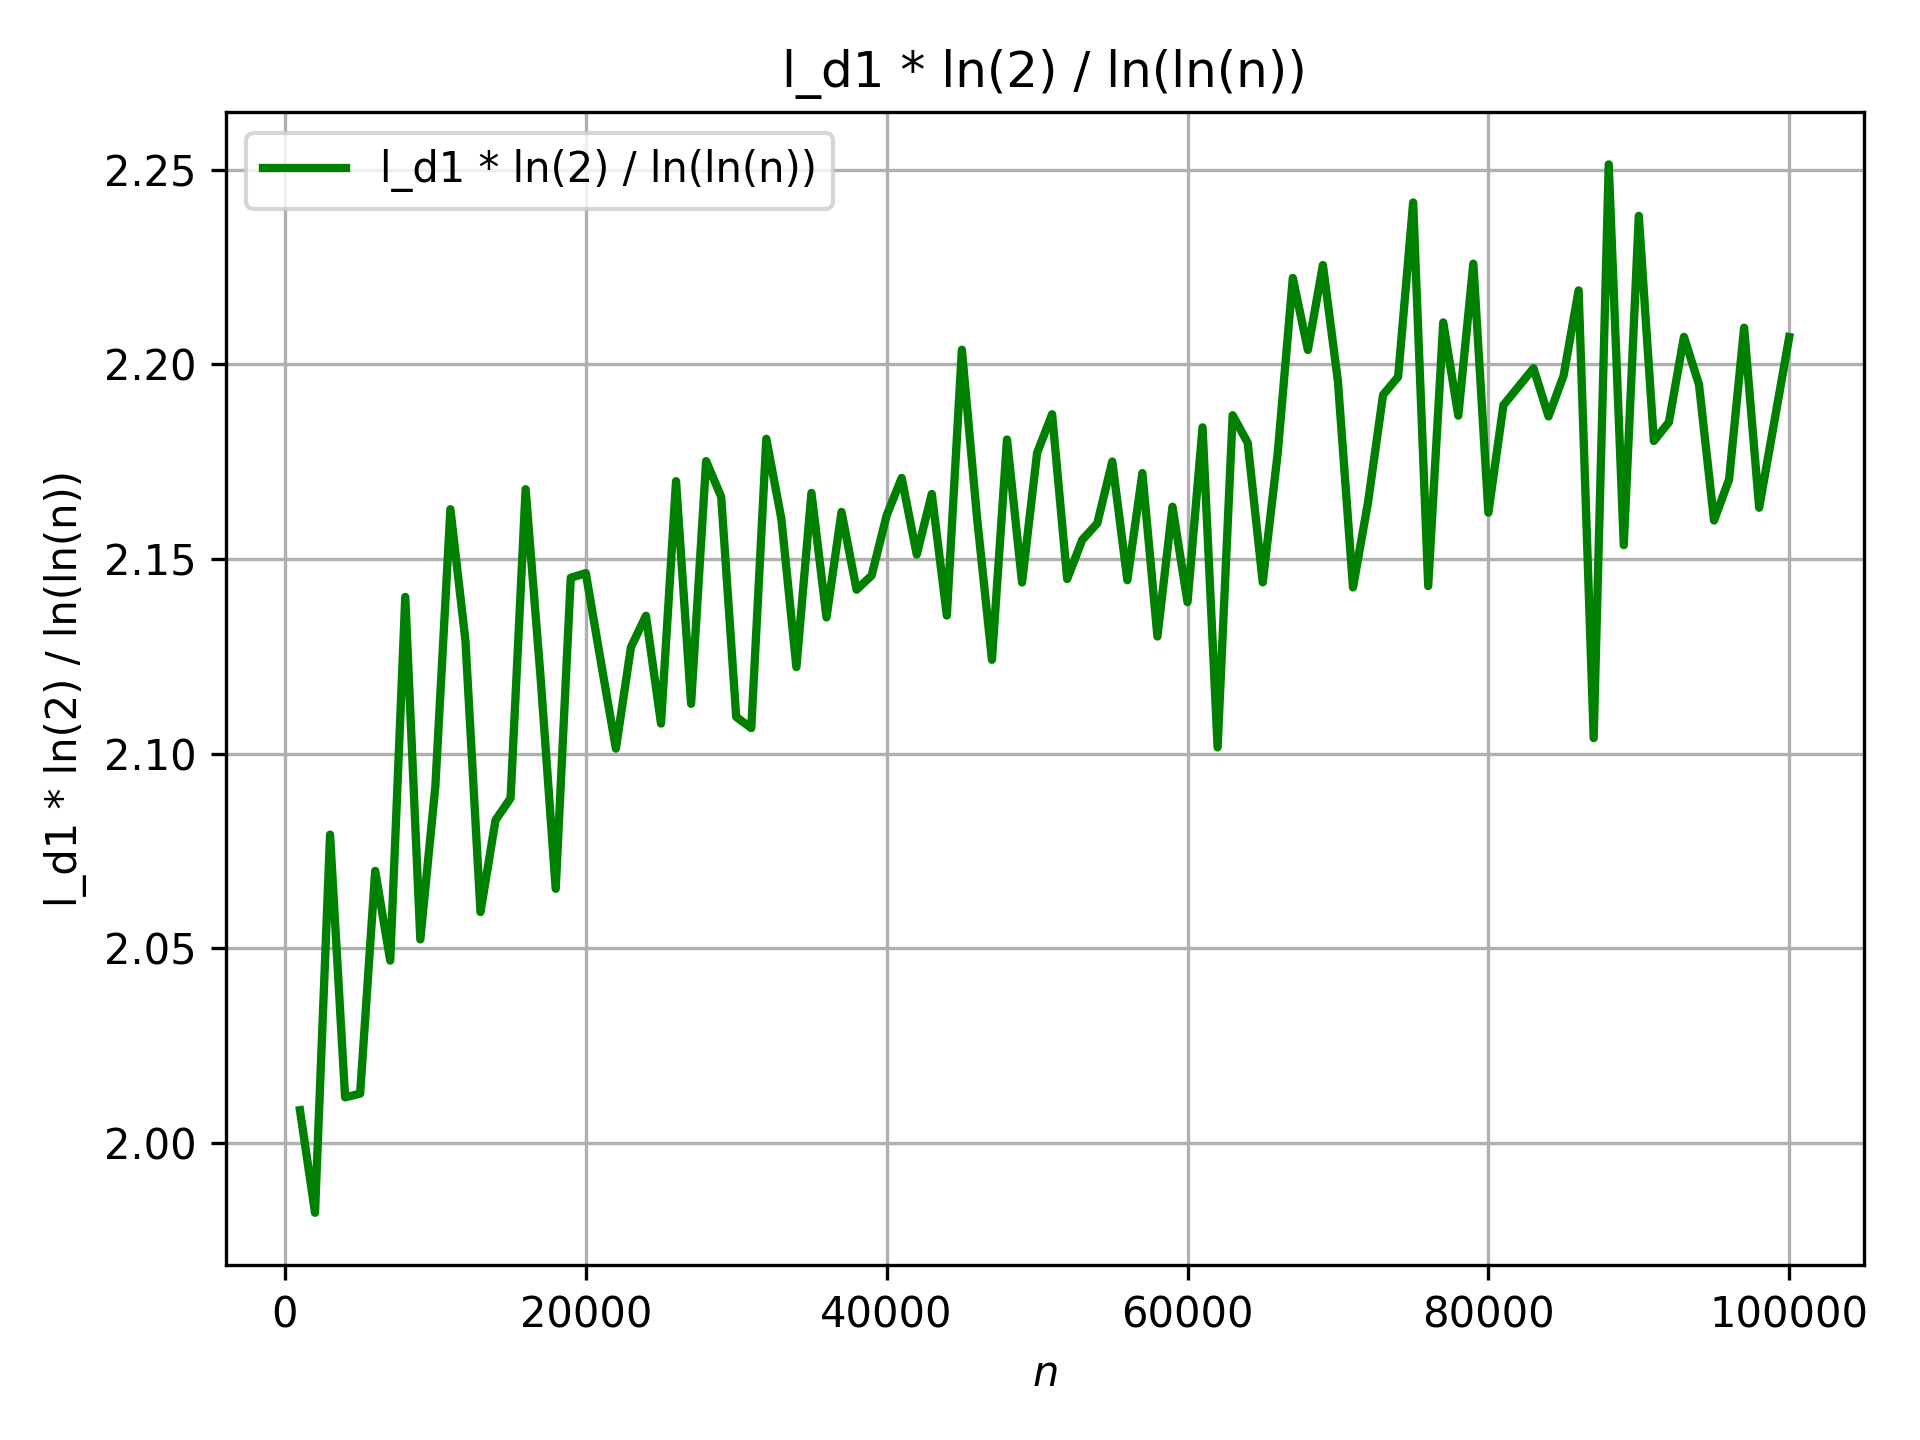 l_d1 * ln(2) / ln(ln(n))
l_d1 * ln(2) / ln(ln(n))
l_d1 * ln(2) / ln(ln(n))
2.25
2.20
2.15
2.10
2.05
2.00
0 20000 40000 60000 80000 100000
n